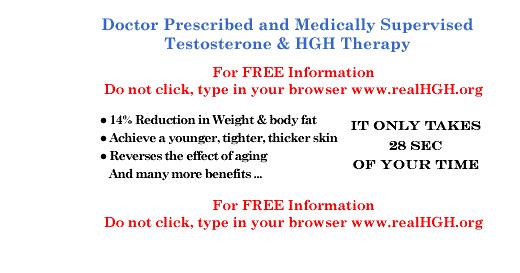 Doctor Prescribed and Medically Supervised
Testosterone & HGH Therapy
For FREE Information
Do not click, type in your browser www.realHGH.org
● 14% Reduction in Weight & body fat
● Achieve a younger, tighter, thicker skin
● Reverses the effect of aging
And many more benefits ...
IT ONLY TAKES
28 SEC
OF YOUR TIME
For FREE Information
Do not click, type in your browser www.realHGH.org